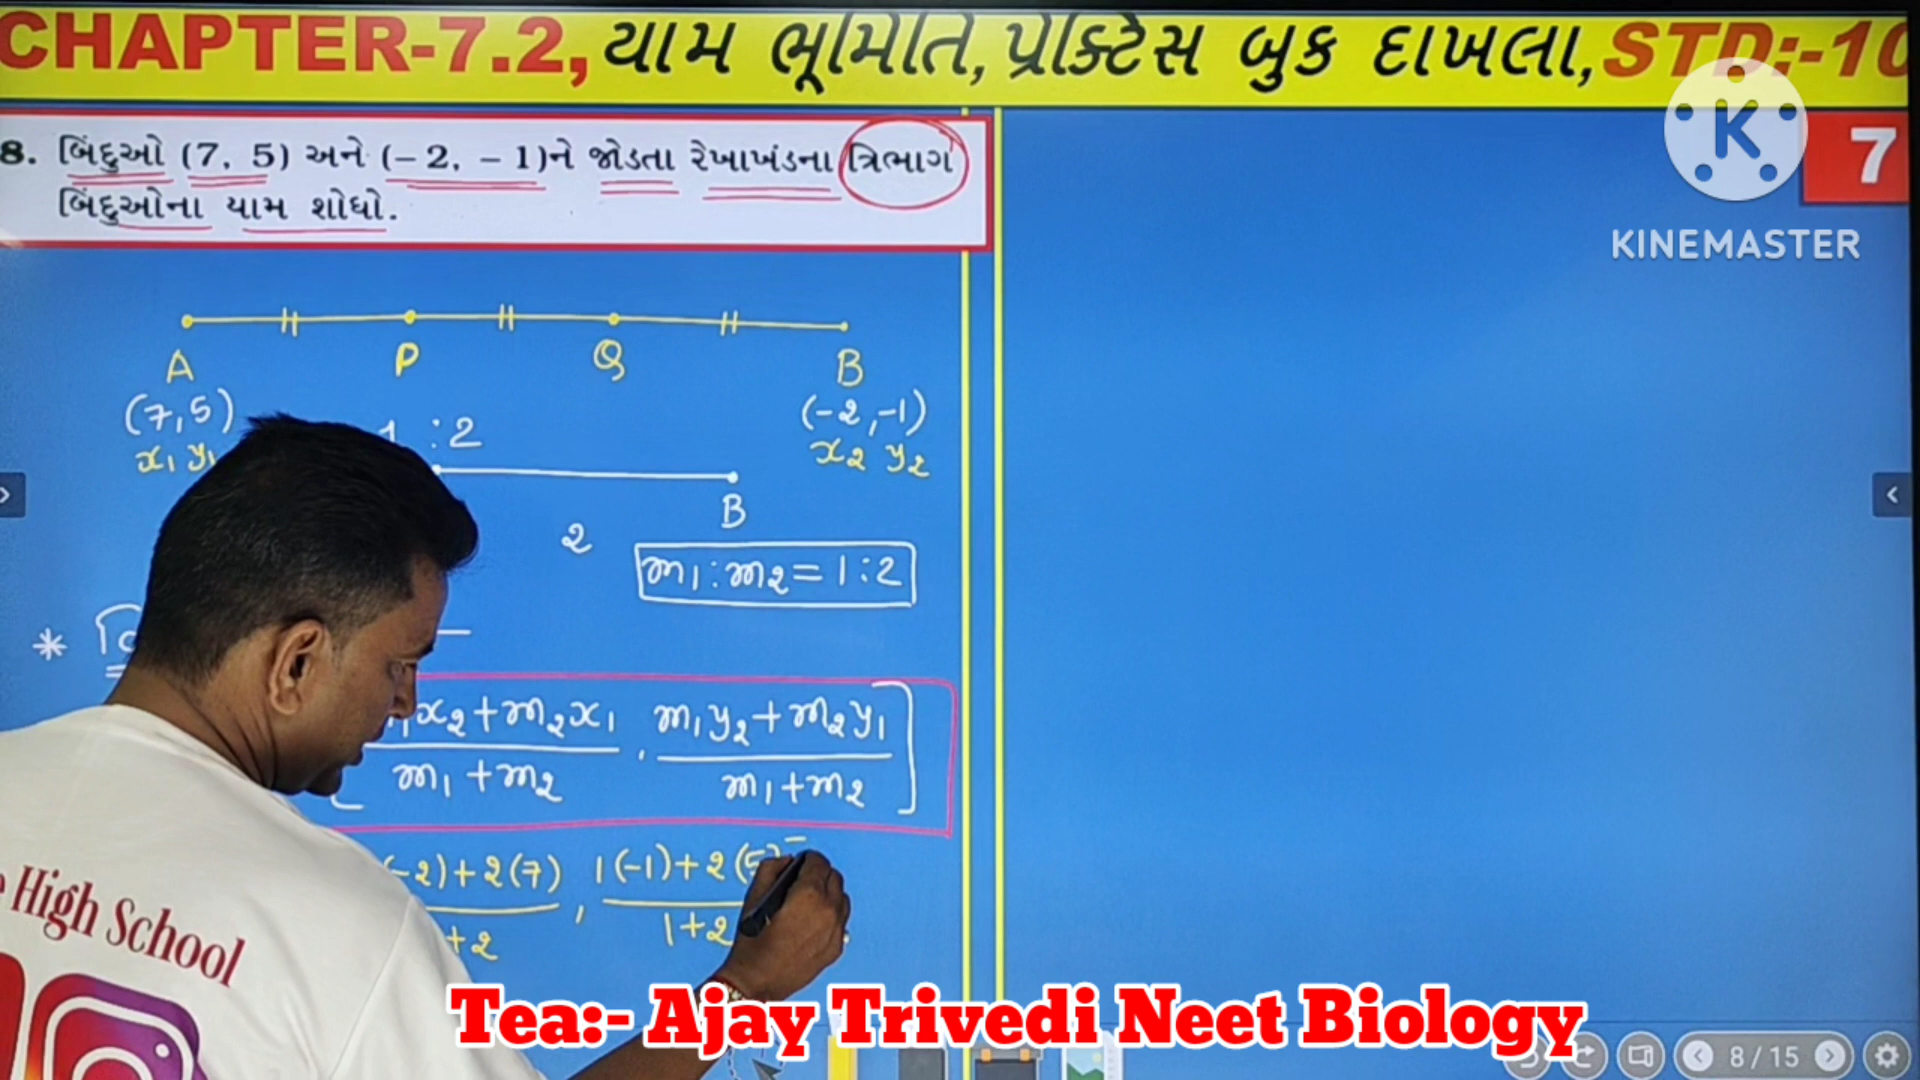 CHAPTER-7.2, યામ ભૂમિતિ, પ્રેક્ટિસ બુક દાખલા, STD:-10
K
KINEMASTER
7
8. બિંદુઓ (7, 5) અને (– 2, – 1)ને જોડતા રેખાખંડના ત્રિભાગ
બિંદુઓના યામ શોધો.
A P Q B
(7,5) (-2,-1)
x₁ y₁ x₂ y₂
1 : 2
B
2
m₁:m₂=1:2
*
x₂+m₂x₁ / m₁+m₂ , m₁y₂+m₂y₁ / m₁+m₂ ]
-2)+2(7) / +2 , 1(-1)+2(5) / 1+2
High School
Tea:- Ajay Trivedi Neet Biology
8 / 15